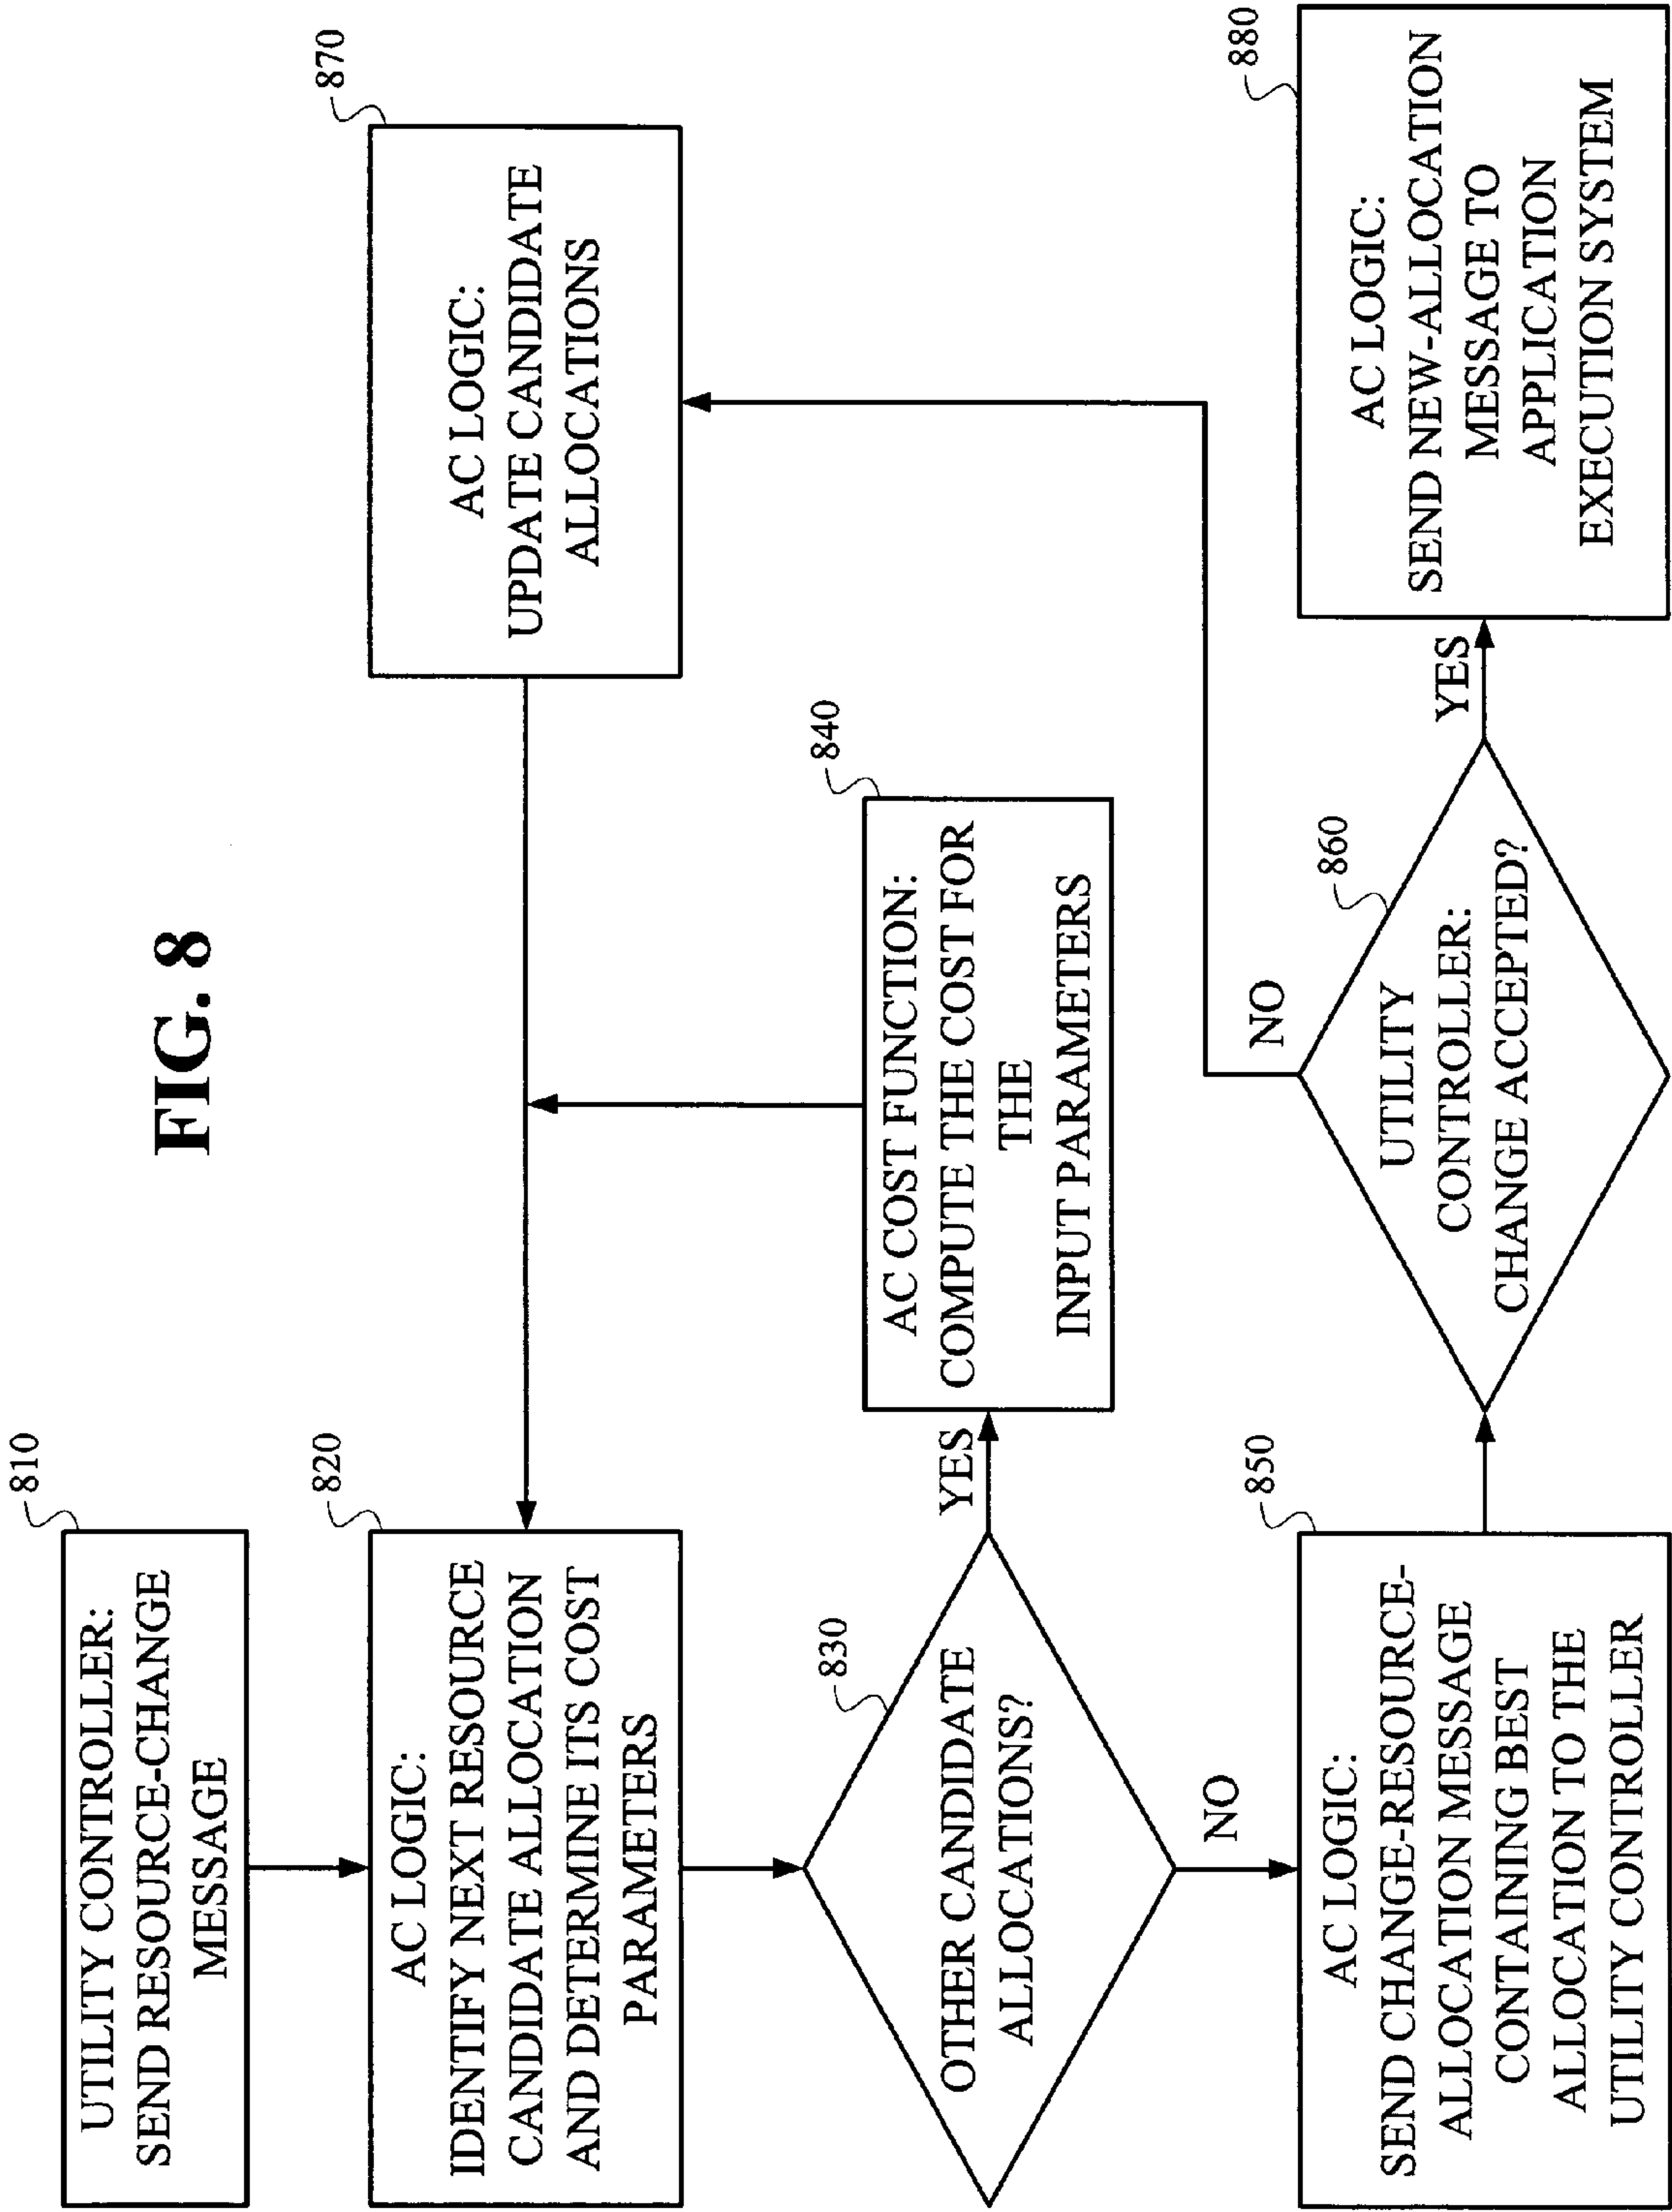 FIG. 8
810
UTILITY CONTROLLER:
SEND RESOURCE-CHANGE
MESSAGE
820
AC LOGIC:
IDENTIFY NEXT RESOURCE
CANDIDATE ALLOCATION
AND DETERMINE ITS COST
PARAMETERS
870
AC LOGIC:
UPDATE CANDIDATE
ALLOCATIONS
830
OTHER CANDIDATE
ALLOCATIONS?
YES
NO
840
AC COST FUNCTION:
COMPUTE THE COST FOR
THE
INPUT PARAMETERS
850
AC LOGIC:
SEND CHANGE-RESOURCE-
ALLOCATION MESSAGE
CONTAINING BEST
ALLOCATION TO THE
UTILITY CONTROLLER
860
UTILITY
CONTROLLER:
CHANGE ACCEPTED?
NO
YES
880
AC LOGIC:
SEND NEW-ALLOCATION
MESSAGE TO
APPLICATION
EXECUTION SYSTEM